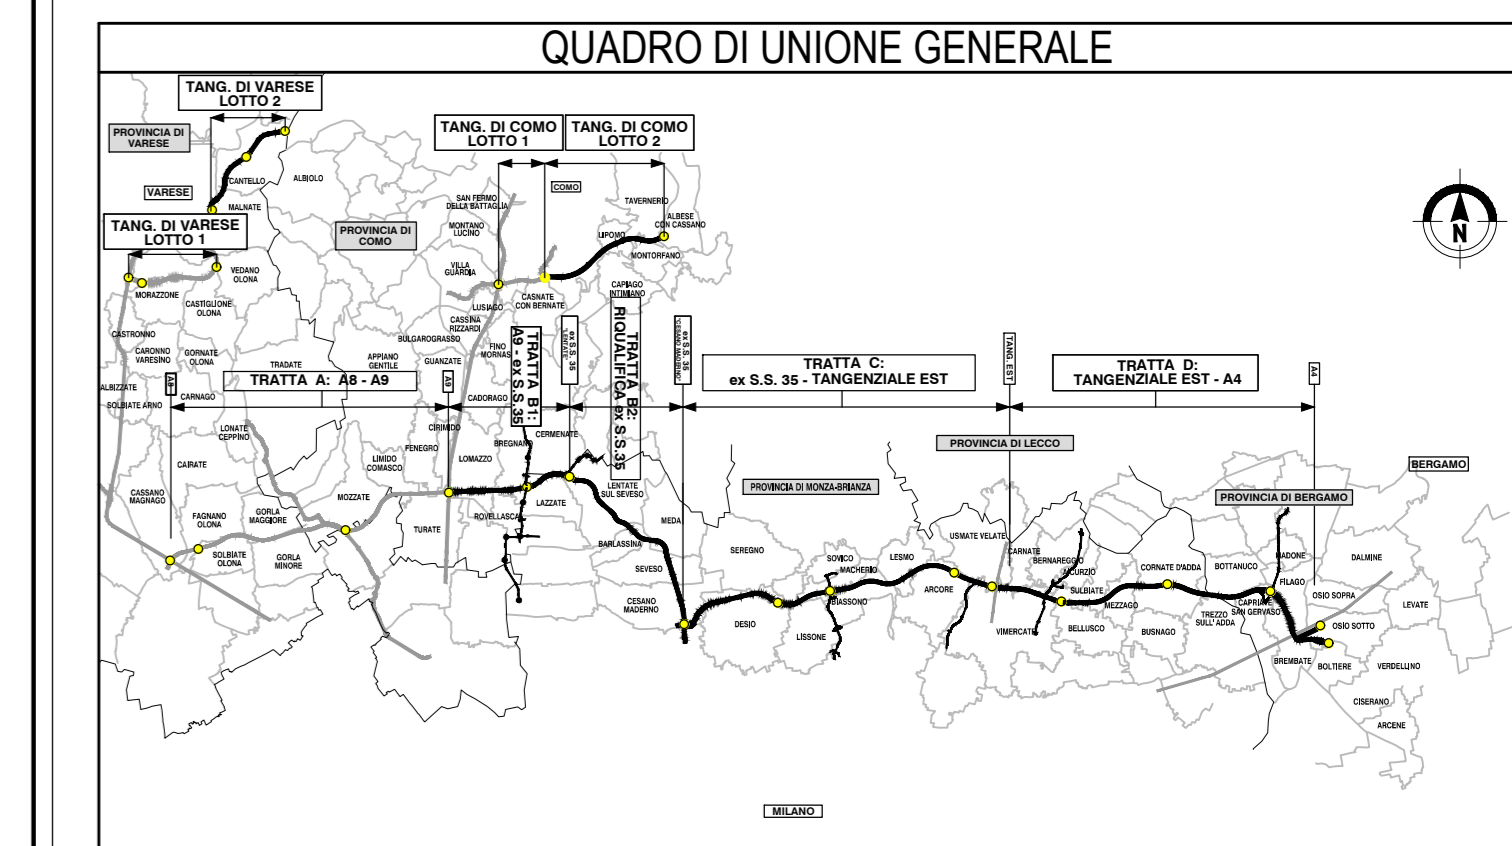 QUADRO DI UNIONE GENERALE
TANG. DI VARESE
LOTTO 2
PROVINCIA DI
VARESE
CANTELLO
ALBIOLO
VARESE
MALNATE
TANG. DI VARESE
LOTTO 1
TANG. DI COMO
LOTTO 1
TANG. DI COMO
LOTTO 2
COMO
SAN FERMO
DELLA BATTAGLIA
TAVERNERIO
ALBESE
CON CASSANO
PROVINCIA DI
COMO
MONTANO
LUCINO
LIPOMO
MONTORFANO
VILLA
GUARDIA
VEDANO
OLONA
MORAZZONE
CASTIGLIONE
OLONA
CAPIAGO
INTIMIANO
CASNATE
CON BERNATE
LUSIAGO
CASSINA
RIZZARDI
BULGAROGRASSO
FINO
MORNAS
CASTRONNO
CARONNO
VARESINO
GORNATE
OLONA
TRADATE
APPIANO
GENTILE
GUANZATE
ALBIZZATE
SOLBIATE ARNO
CARNAGO
CADORAGO
A8
TRATTA A: A8 - A9
A9
TRATTA B1:
A9 - ex S.S.35
ex S.S. 35
"LENTATE"
TRATTA B2:
RIQUALIFICA ex S.S.35
ex S.S. 35
"CESANO MADERNO"
TRATTA C:
ex S.S. 35 - TANGENZIALE EST
TANG. EST
TRATTA D:
TANGENZIALE EST - A4
A4
N
LONATE
CEPPINO
CIRIMIDO
FENEGRO
BREGNANO
CERMENATE
CAIRATE
LIMIDO
COMASCO
LOMAZZO
PROVINCIA DI LECCO
BERGAMO
PROVINCIA DI MONZA-BRIANZA
PROVINCIA DI BERGAMO
CASSANO
MAGNAGO
MOZZATE
LENTATE
SUL SEVESO
LAZZATE
FAGNANO
OLONA
GORLA
MAGGIORE
TURATE
ROVELLASCA
MEDA
SOLBIATE
OLONA
GORLA
MINORE
BARLASSINA
SEVESO
SEREGNO
CESANO
MADERNO
DESIO
SOVICO
MACHERIO
BIASSONO
LISSONE
LESMO
ARCORE
USMATE VELATE
CARNATE
BERNAREGGIO
VIMERCATE
SULBIATE
MEZZAGO
BELLUSCO
CORNATE D'ADDA
BUSNAGO
BOTTANUCO
TREZZO
SULL' ADDA
MADONE
FILAGO
CAPRIATE
SAN GERVASO
DALMINE
OSIO SOPRA
LEVATE
OSIO SOTTO
BREMBATE
BOLTIERE
VERDELLINO
CISERANO
ARCENE
MILANO